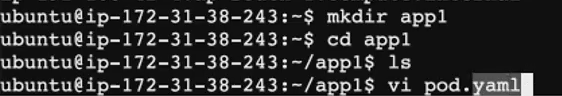 ubuntu@ip-172-31-38-243:~$ mkdir app1
ubuntu@ip-172-31-38-243:~$ cd app1
ubuntu@ip-172-31-38-243:~/app1$ ls
ubuntu@ip-172-31-38-243:~/app1$ vi pod.yaml